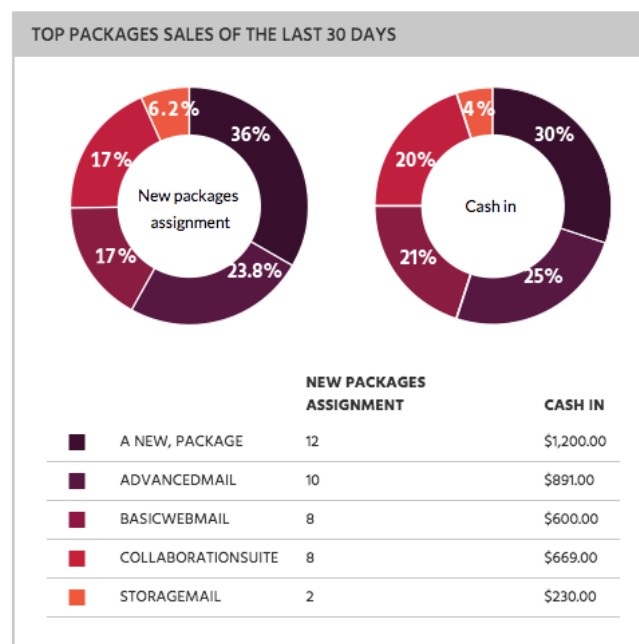 TOP PACKAGES SALES OF THE LAST 30 DAYS
6.2%
36%
17%
New packages
assignment
17%
23.8%
4%
30%
20%
Cash in
21%
25%
NEW PACKAGES
ASSIGNMENT CASH IN
A NEW, PACKAGE 12 $1,200.00
ADVANCEDMAIL 10 $891.00
BASICWEBMAIL 8 $600.00
COLLABORATIONSUITE 8 $669.00
STORAGEMAIL 2 $230.00